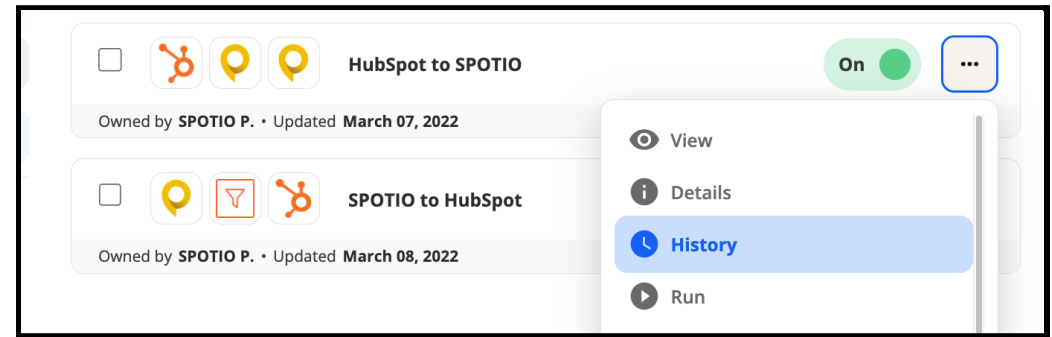 HubSpot to SPOTIO
On
Owned by SPOTIO P. • Updated March 07, 2022
View
Details
SPOTIO to HubSpot
History
Owned by SPOTIO P. • Updated March 08, 2022
Run